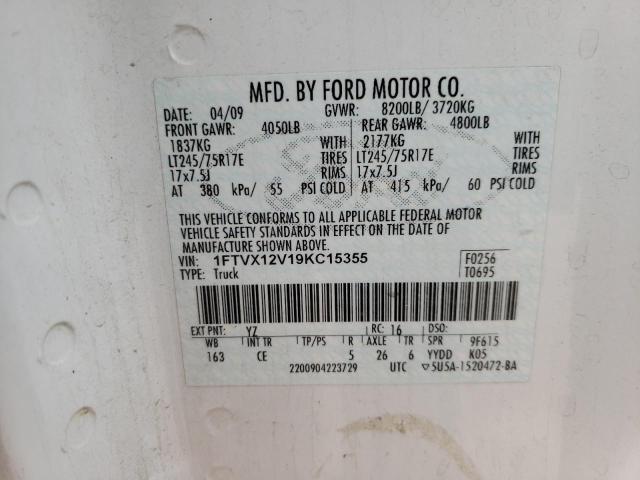 MFD. BY FORD MOTOR CO.
DATE: 04/09 GVWR: 8200LB/ 3720KG
FRONT GAWR: 4050LB REAR GAWR: 4800LB
1837KG WITH 2177KG WITH
LT245/75R17E TIRES LT245/75R17E TIRES
17x7.5J RIMS 17x7.5J RIMS
AT 380 kPa/ 55 PSI COLD AT 415 kPa/ 60 PSI COLD
THIS VEHICLE CONFORMS TO ALL APPLICABLE FEDERAL MOTOR
VEHICLE SAFETY STANDARDS IN EFFECT ON THE DATE OF
MANUFACTURE SHOWN ABOVE.
VIN: 1FTVX12V19KC15355 F0256
TYPE: Truck T0695
EXT PNT: YZ RC: 16 DSO:
WB INT TR TP/PS R AXLE TR SPR 9F615
163 CE 5 26 6 YYDD K05
2200904223729 UTC ▽5U5A-1520472-BA